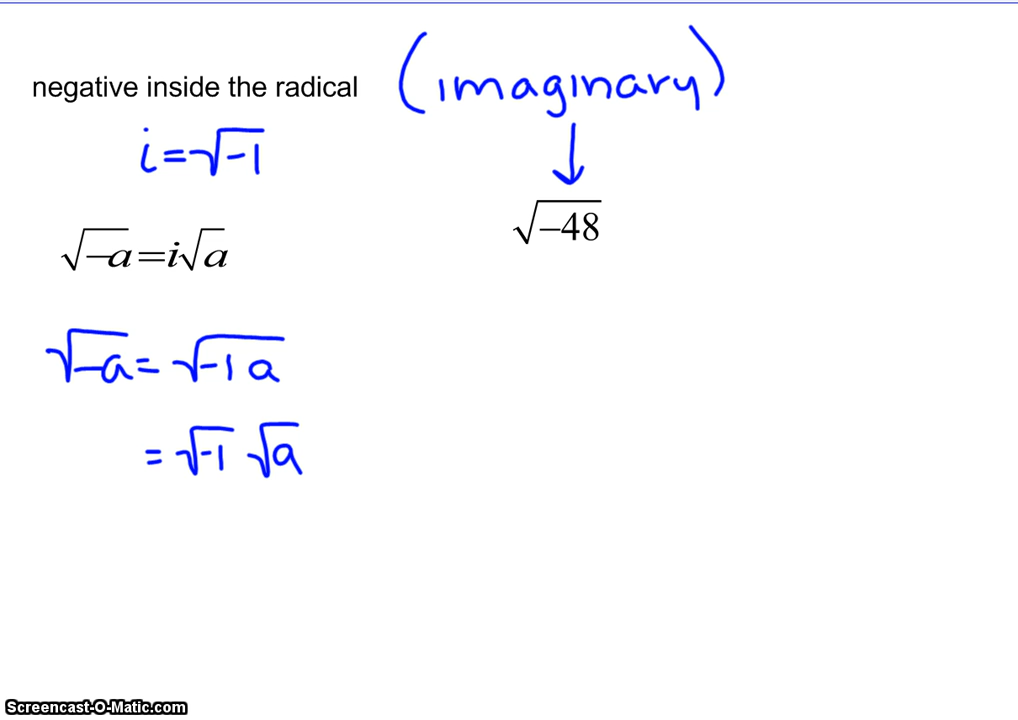 negative inside the radical (imaginary)
i=√-1
↓
√−48
√−a=i√a
√-a=√-1a
=√-1 √a
Screencast-O-Matic.com